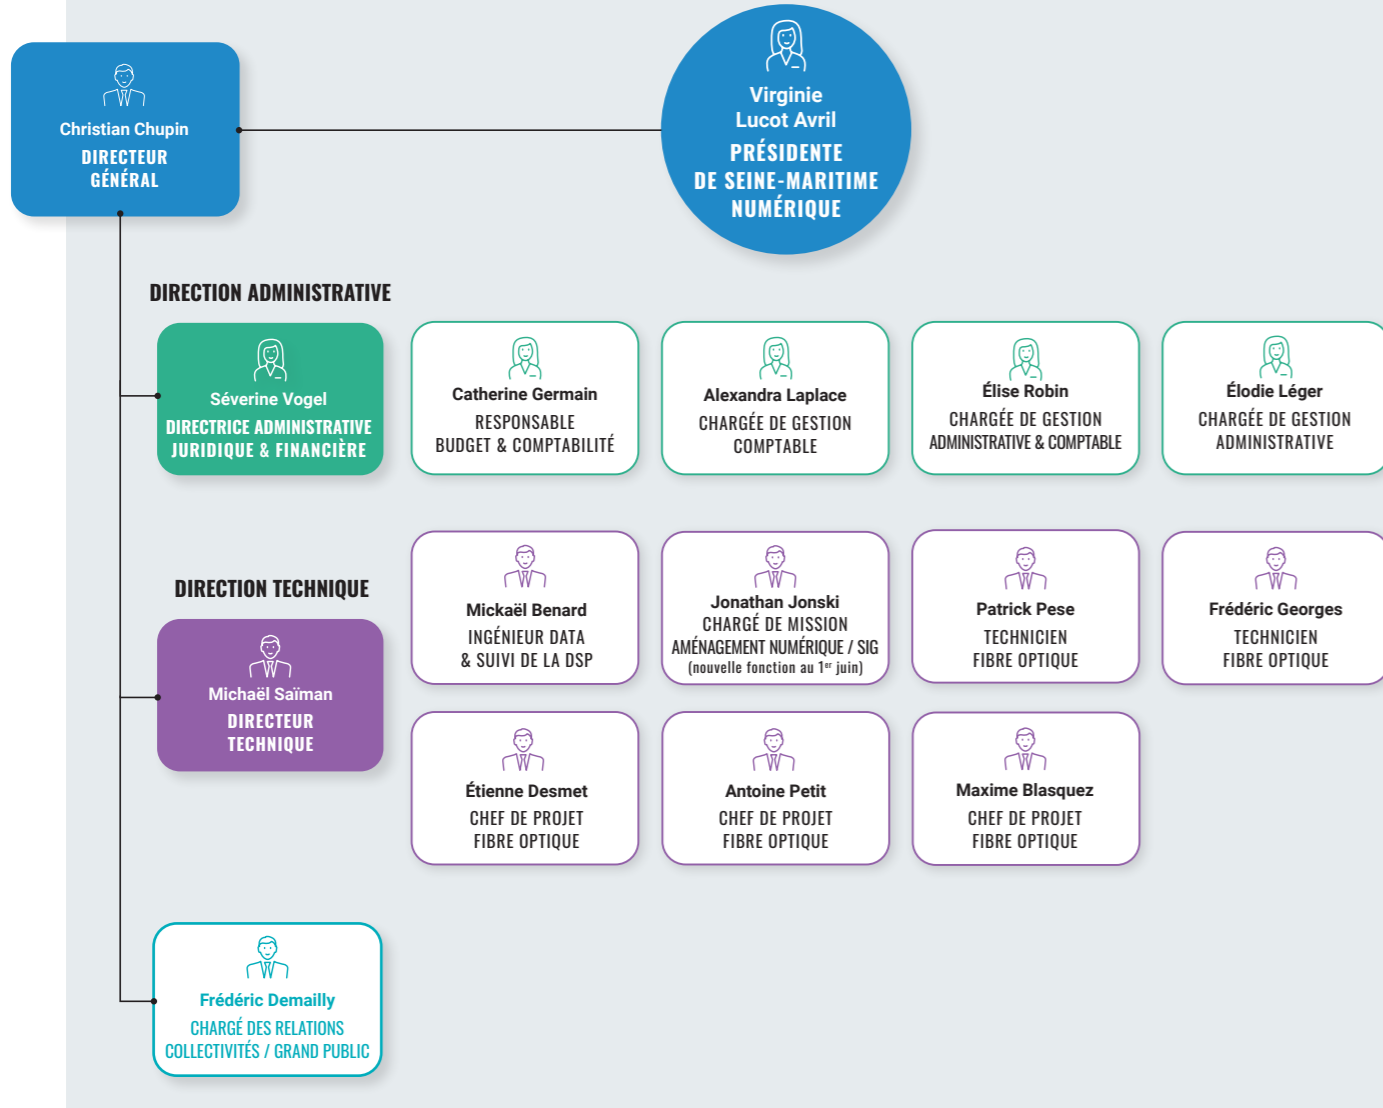 Christian Chupin
DIRECTEUR
GÉNÉRAL
Virginie
Lucot Avril
PRÉSIDENTE
DE SEINE-MARITIME
NUMÉRIQUE
DIRECTION ADMINISTRATIVE
Séverine Vogel
DIRECTRICE ADMINISTRATIVE
JURIDIQUE & FINANCIÈRE
Catherine Germain
RESPONSABLE
BUDGET & COMPTABILITÉ
Alexandra Laplace
CHARGÉE DE GESTION
COMPTABLE
Élise Robin
CHARGÉE DE GESTION
ADMINISTRATIVE & COMPTABLE
Élodie Léger
CHARGÉE DE GESTION
ADMINISTRATIVE
DIRECTION TECHNIQUE
Michaël Saïman
DIRECTEUR
TECHNIQUE
Mickaël Benard
INGÉNIEUR DATA
& SUIVI DE LA DSP
Jonathan Jonski
CHARGÉ DE MISSION
AMÉNAGEMENT NUMÉRIQUE / SIG
(nouvelle fonction au 1er juin)
Patrick Pese
TECHNICIEN
FIBRE OPTIQUE
Frédéric Georges
TECHNICIEN
FIBRE OPTIQUE
Étienne Desmet
CHEF DE PROJET
FIBRE OPTIQUE
Antoine Petit
CHEF DE PROJET
FIBRE OPTIQUE
Maxime Blasquez
CHEF DE PROJET
FIBRE OPTIQUE
Frédéric Demailly
CHARGÉ DES RELATIONS
COLLECTIVITÉS / GRAND PUBLIC